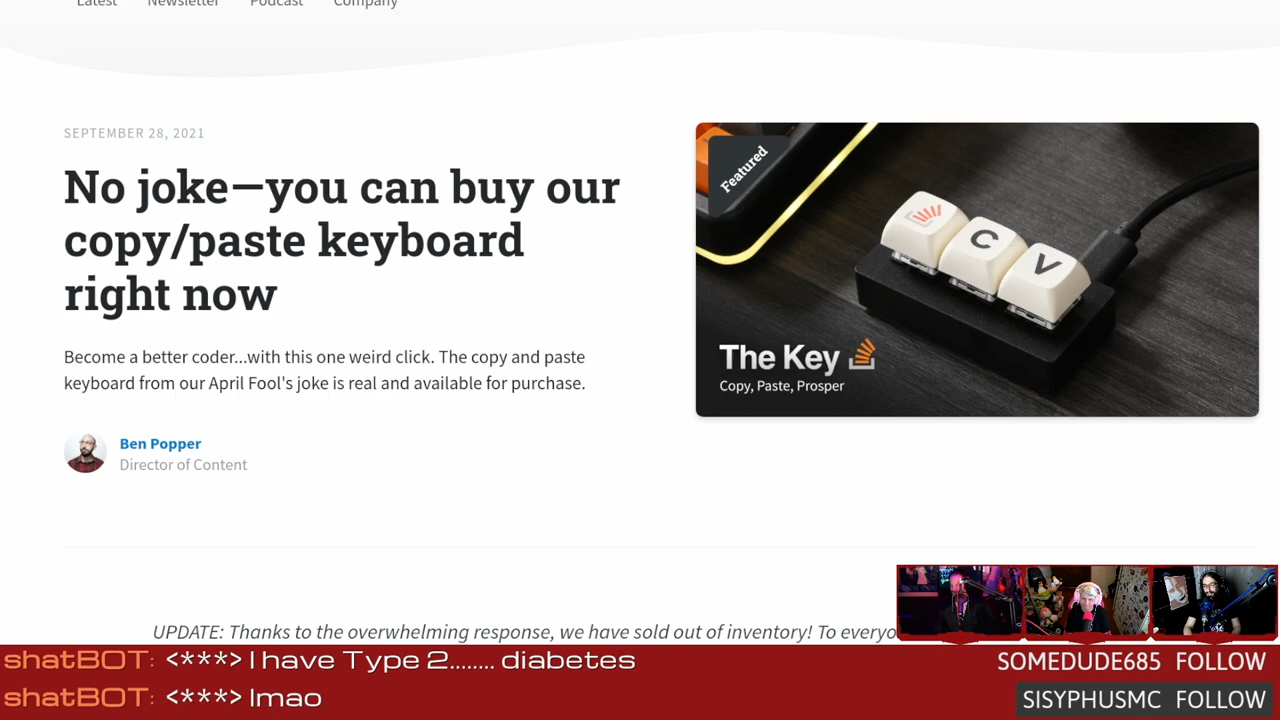 Latest Newsletter Podcast Company
SEPTEMBER 28, 2021
No joke—you can buy our
copy/paste keyboard
right now
Become a better coder...with this one weird click. The copy and paste
keyboard from our April Fool's joke is real and available for purchase.
Ben Popper
Director of Content
Featured
C
V
The Key
Copy, Paste, Prosper
UPDATE: Thanks to the overwhelming response, we have sold out of inventory! To everyo
shatBOT: <***> I have Type 2........ diabetes
shatBOT: <***> lmao
SOMEDUDE685 FOLLOW
SISYPHUSMC FOLLOW